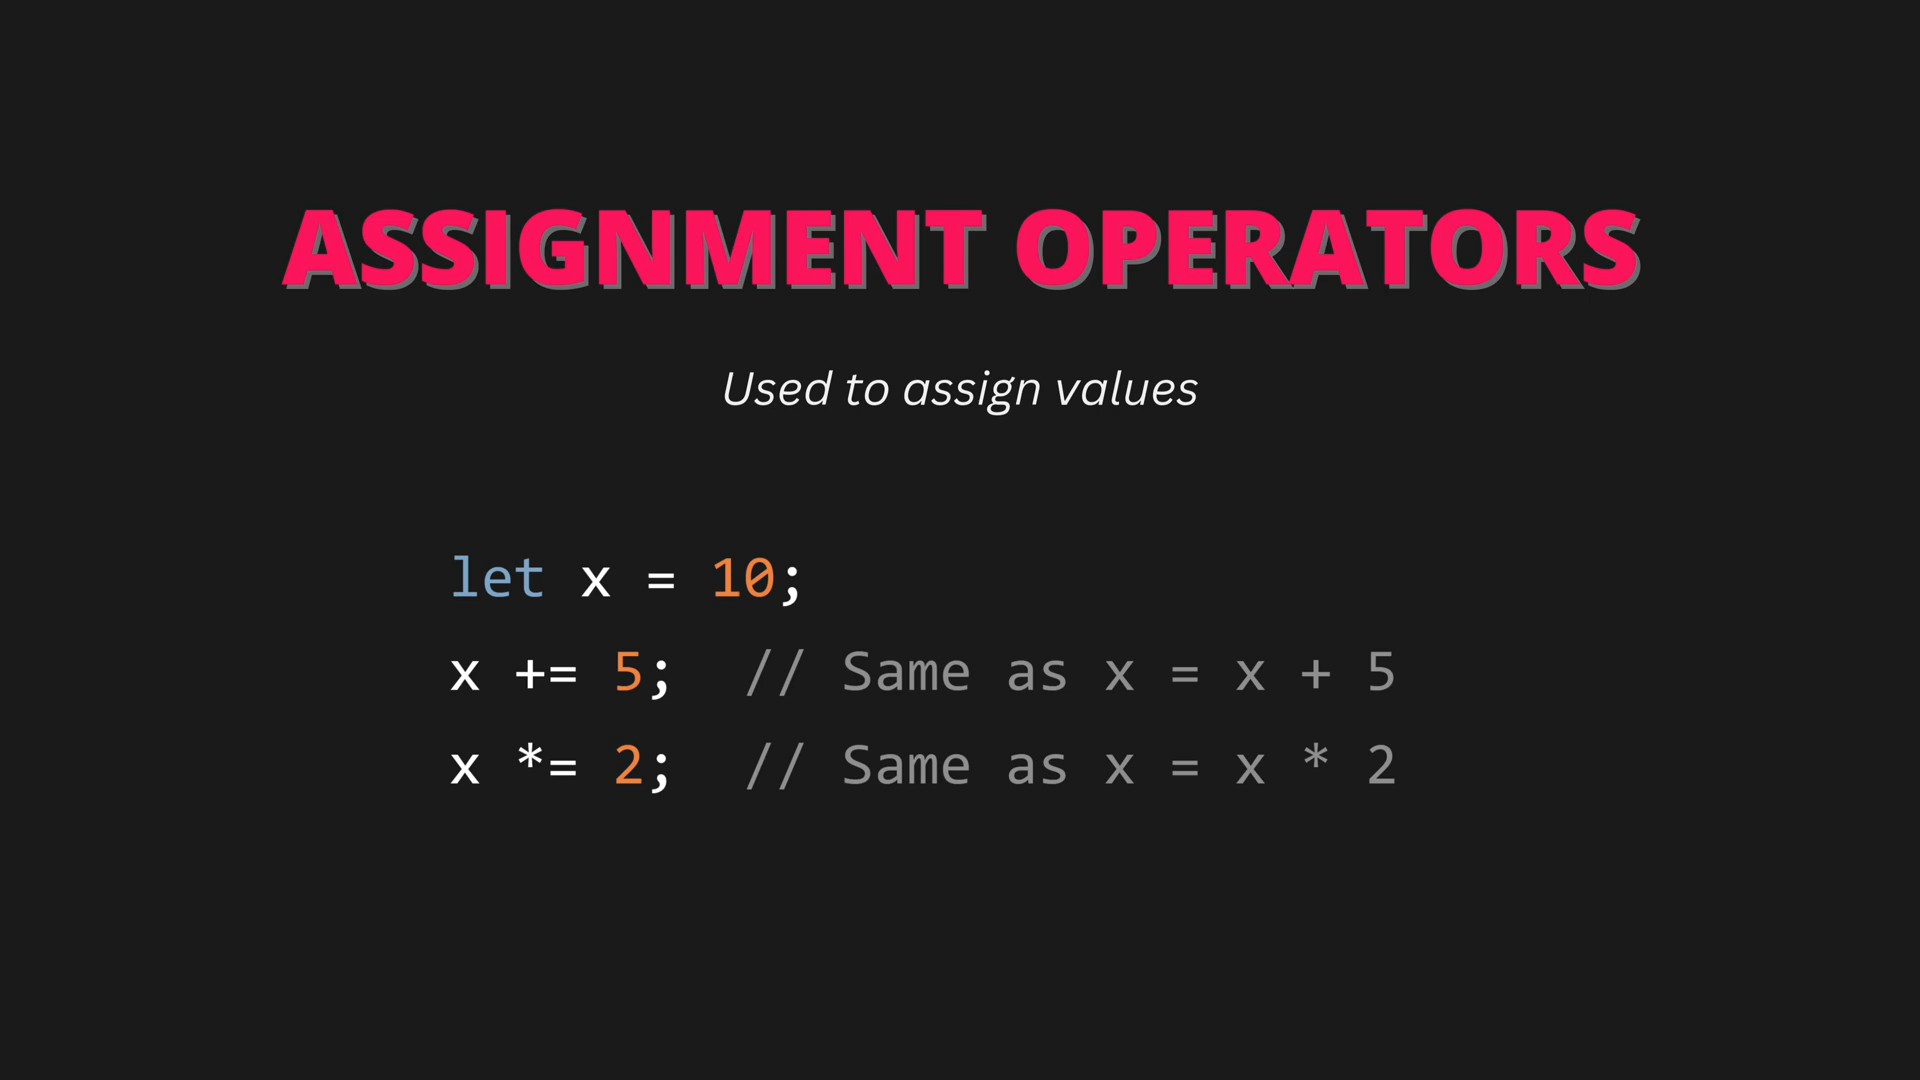 ASSIGNMENT OPERATORS
Used to assign values
let x = 10;
x += 5;  // Same as x = x + 5
x *= 2;  // Same as x = x * 2